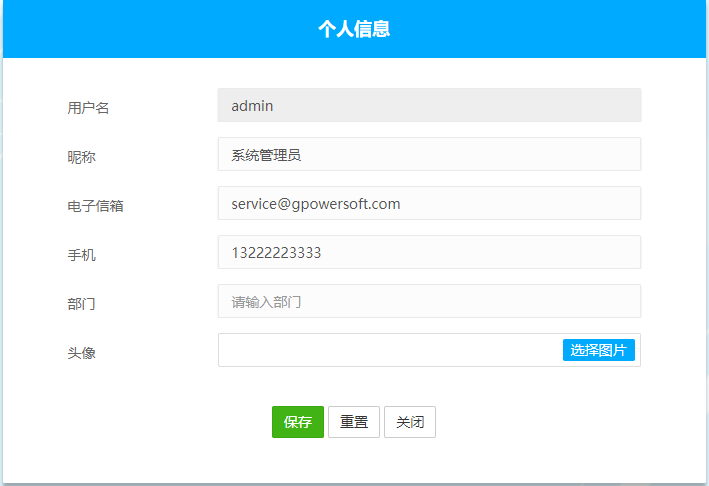 个人信息
用户名 admin
昵称 系统管理员
电子信箱 service@gpowersoft.com
手机 13222223333
部门 请输入部门
头像 选择图片
保存 重置 关闭